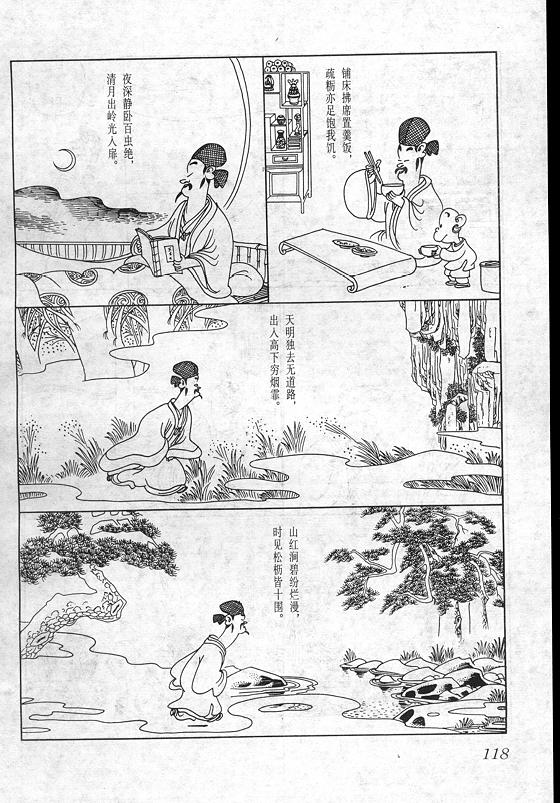 铺床拂席置羹饭，
疏粝亦足饱我饥。
夜深静卧百虫绝，
清月出岭光入扉。
天明独去无道路，
出入高下穷烟霏。
山红涧碧纷烂漫，
时见松枥皆十围。
118